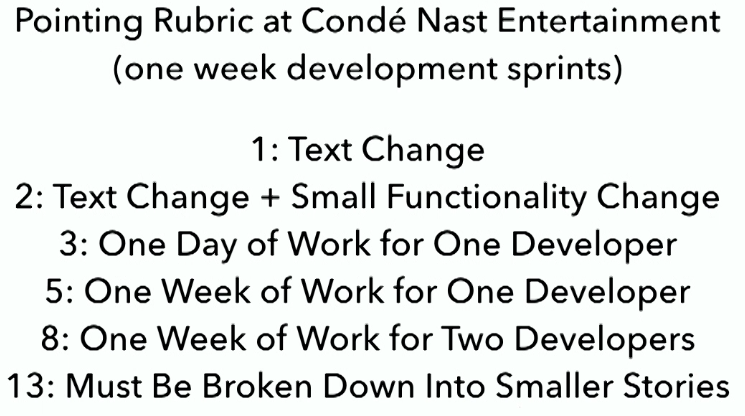 Pointing Rubric at Condé Nast Entertainment
(one week development sprints)
1: Text Change
2: Text Change + Small Functionality Change
3: One Day of Work for One Developer
5: One Week of Work for One Developer
8: One Week of Work for Two Developers
13: Must Be Broken Down Into Smaller Stories